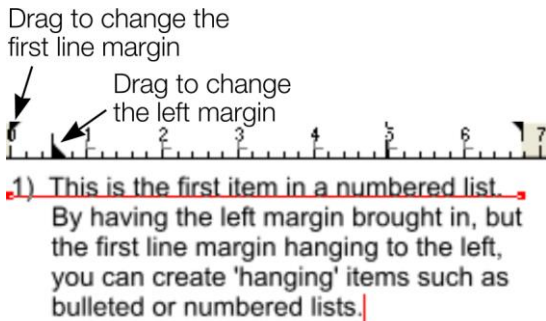 Drag to change the
first line margin
Drag to change
the left margin
0 1 2 3 4 5 6 7
1) This is the first item in a numbered list.
By having the left margin brought in, but
the first line margin hanging to the left,
you can create 'hanging' items such as
bulleted or numbered lists.